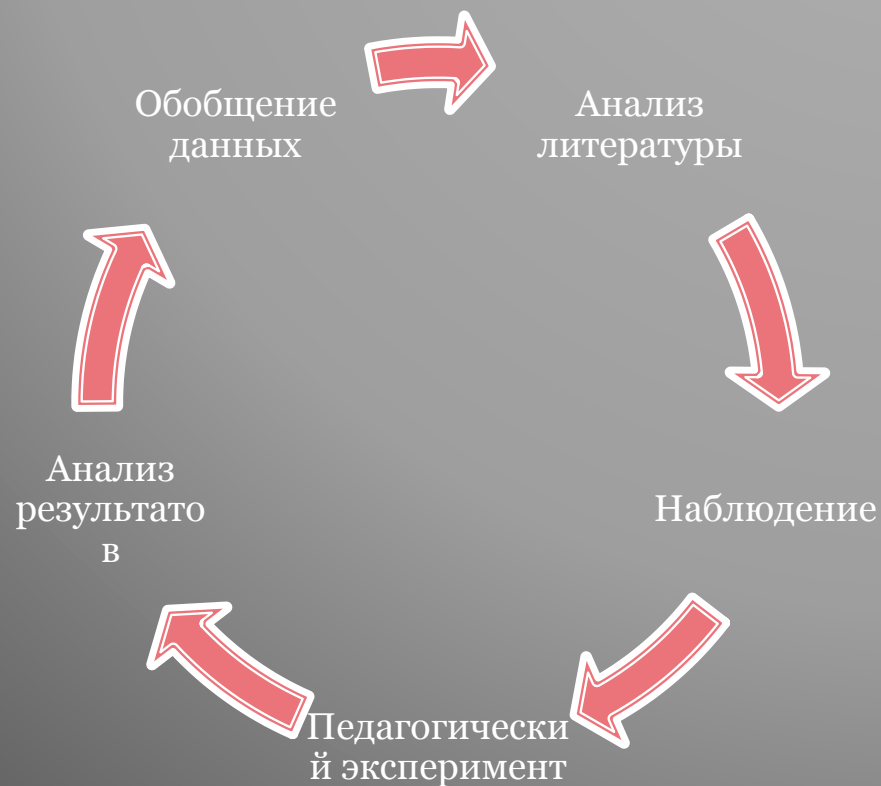 Обобщение
данных
Анализ
литературы
Наблюдение
Педагогически
й эксперимент
Анализ
результато
в